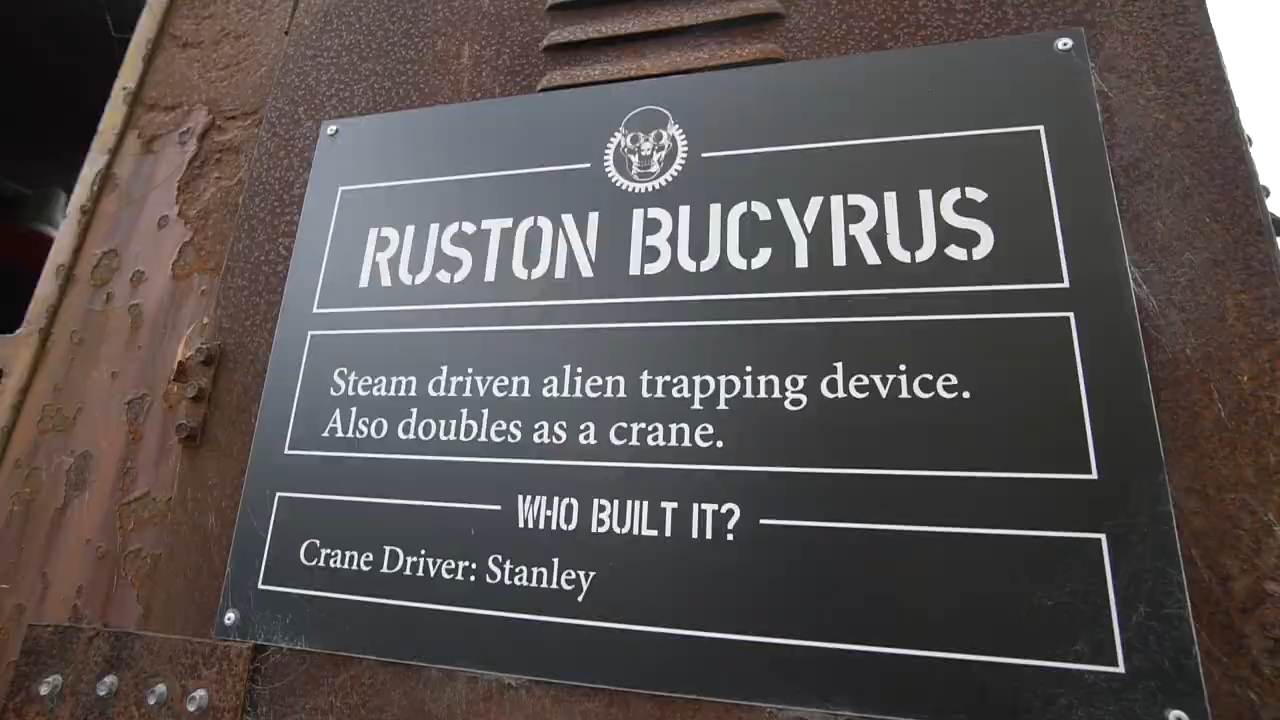 RUSTON BUCYRUS
Steam driven alien trapping device.
Also doubles as a crane.
WHO BUILT IT?
Crane Driver: Stanley